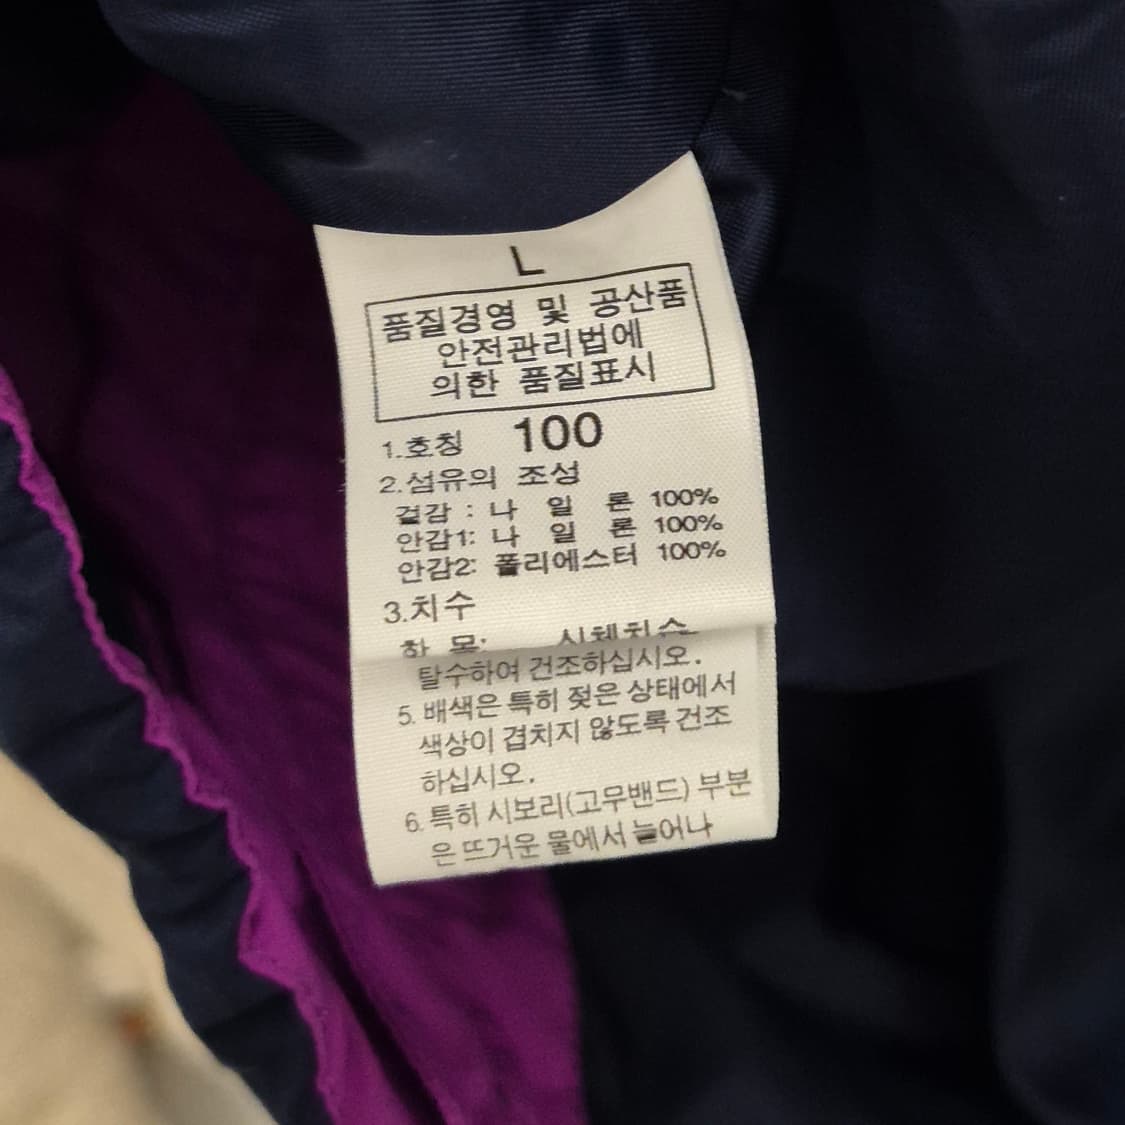 L
품질경영 및 공산품
안전관리법에
의한 품질표시
1.호칭 100
2.섬유의 조성
겉감 : 나 일 론 100%
안감1: 나 일 론 100%
안감2: 폴리에스터 100%
3.치수
항 목: 신체치수
탈수하여 건조하십시오.
5. 배색은 특히 젖은 상태에서
색상이 겹치지 않도록 건조
하십시오.
6. 특히 시보리(고무밴드) 부분
은 뜨거운 물에서 늘어나